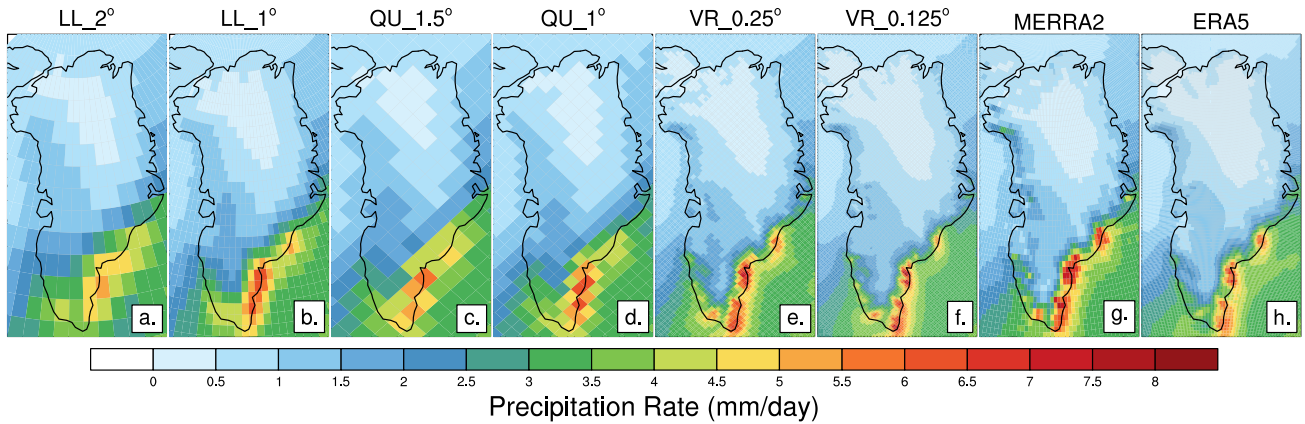 LL_2° LL_1° QU_1.5° QU_1° VR_0.25° VR_0.125° MERRA2 ERA5
a. b. c. d. e. f. g. h.
0 0.5 1 1.5 2 2.5 3 3.5 4 4.5 5 5.5 6 6.5 7 7.5 8
Precipitation Rate (mm/day)